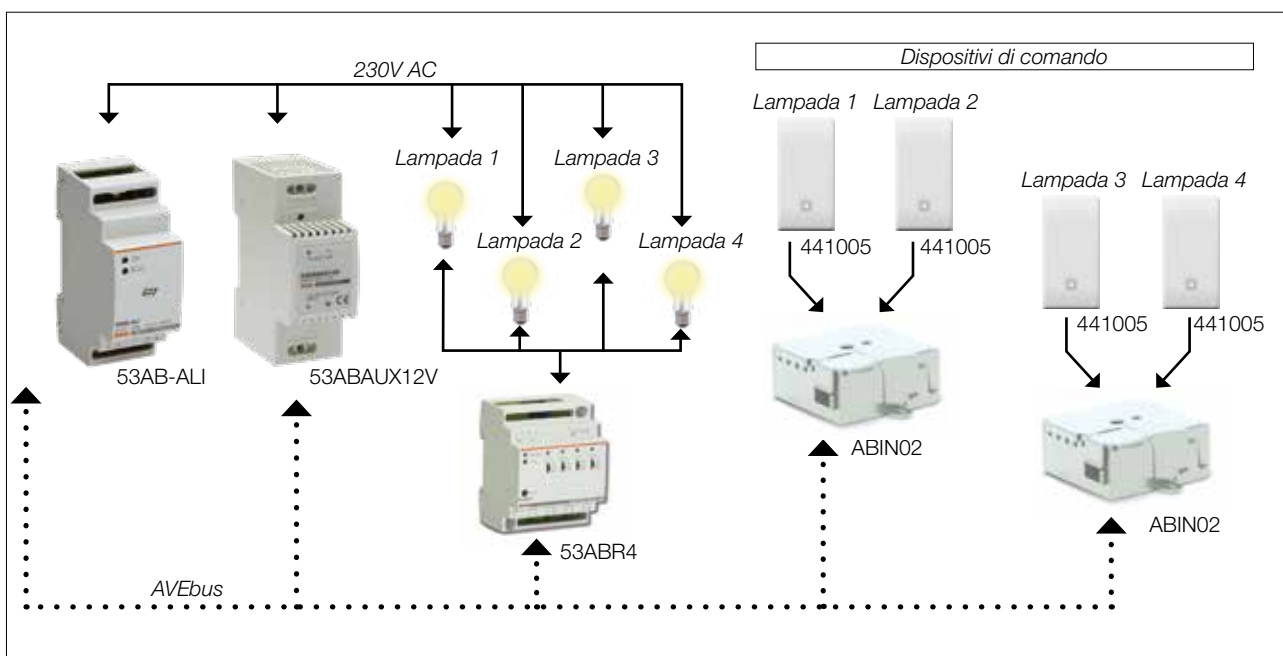 230V AC
Dispositivi di comando
Lampada 1
Lampada 2
Lampada 1
Lampada 3
Lampada 2
Lampada 4
441005
441005
Lampada 3
Lampada 4
441005
441005
53AB-ALI
53ABAUX12V
53ABR4
ABIN02
ABIN02
AVEbus